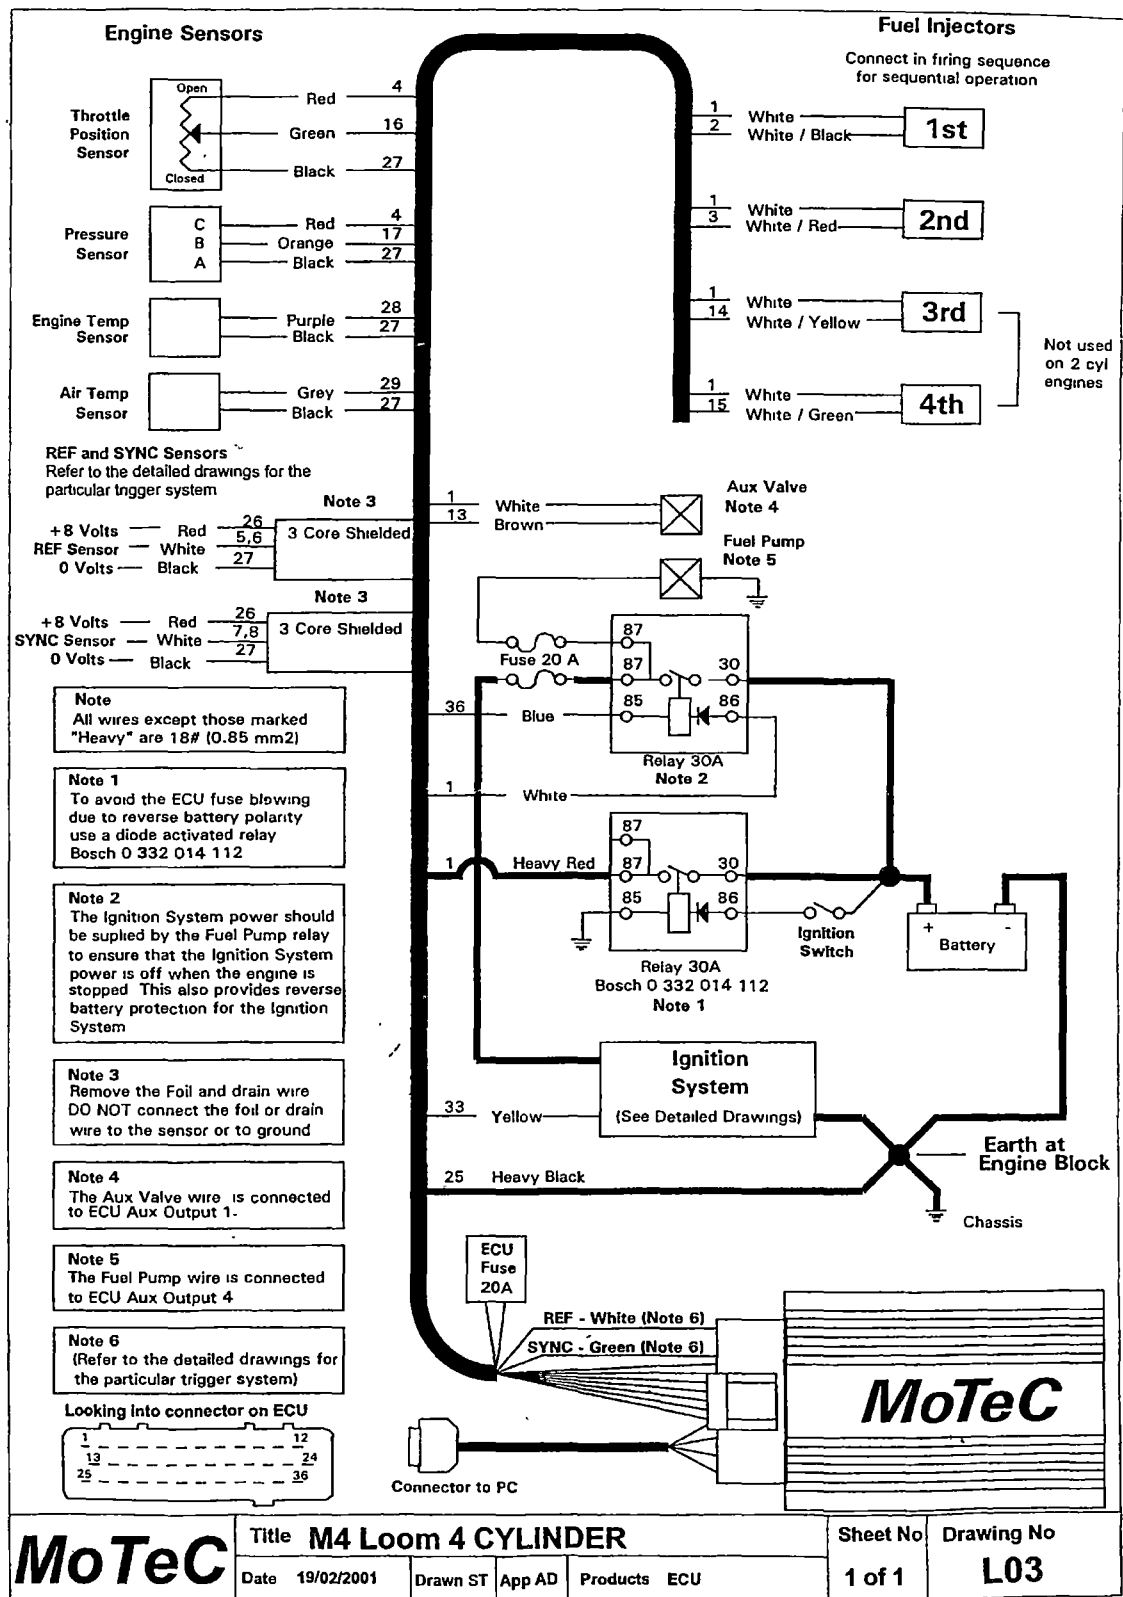 Engine Sensors
Open
Throttle
Position
Sensor
Closed
Red 4
Green 16
Black 27
Pressure
Sensor
C Red 4
B Orange 17
A Black 27
Engine Temp
Sensor
Purple 28
Black 27
Air Temp
Sensor
Grey 29
Black 27
REF and SYNC Sensors
Refer to the detailed drawings for the
particular trigger system
Note 3
+8 Volts Red 26
REF Sensor White 5,6
0 Volts Black 27
3 Core Shielded
Note 3
+8 Volts Red 26
SYNC Sensor White 7,8
0 Volts Black 27
3 Core Shielded
Fuel Injectors
Connect in firing sequence
for sequential operation
1 White
2 White / Black
1st
1 White
3 White / Red
2nd
1 White
14 White / Yellow
3rd
1 White
15 White / Green
4th
Not used
on 2 cyl
engines
1 White
13 Brown
Aux Valve
Note 4
Fuel Pump
Note 5
Fuse 20 A
87
87 30
85 86
36 Blue
Relay 30A
Note 2
1 White
87
1 Heavy Red 87 30
85 86
Ignition
Switch
+ -
Battery
Relay 30A
Bosch 0 332 014 112
Note 1
Ignition
System
(See Detailed Drawings)
33 Yellow
25 Heavy Black
Earth at
Engine Block
Chassis
Note
All wires except those marked
"Heavy" are 18# (0.85 mm2)
Note 1
To avoid the ECU fuse blowing
due to reverse battery polarity
use a diode activated relay
Bosch 0 332 014 112
Note 2
The Ignition System power should
be suplied by the Fuel Pump relay
to ensure that the Ignition System
power is off when the engine is
stopped This also provides reverse
battery protection for the Ignition
System
Note 3
Remove the Foil and drain wire
DO NOT connect the foil or drain
wire to the sensor or to ground
Note 4
The Aux Valve wire is connected
to ECU Aux Output 1.
Note 5
The Fuel Pump wire is connected
to ECU Aux Output 4
Note 6
(Refer to the detailed drawings for
the particular trigger system)
Looking into connector on ECU
1 12
13 24
25 36
ECU
Fuse
20A
REF - White (Note 6)
SYNC - Green (Note 6)
MoTeC
Connector to PC
MoTeC
Title M4 Loom 4 CYLINDER
Date 19/02/2001
Drawn ST
App AD
Products ECU
Sheet No
1 of 1
Drawing No
L03